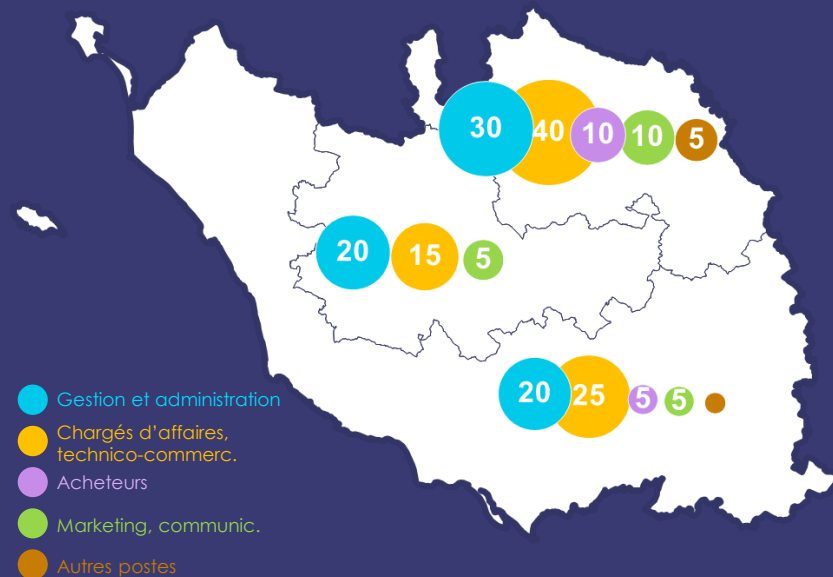 30 40 10 10 5
20 15 5
20 25 5 5
Gestion et administration
Chargés d'affaires,
technico-commerc.
Acheteurs
Marketing, communic.
Autres postes